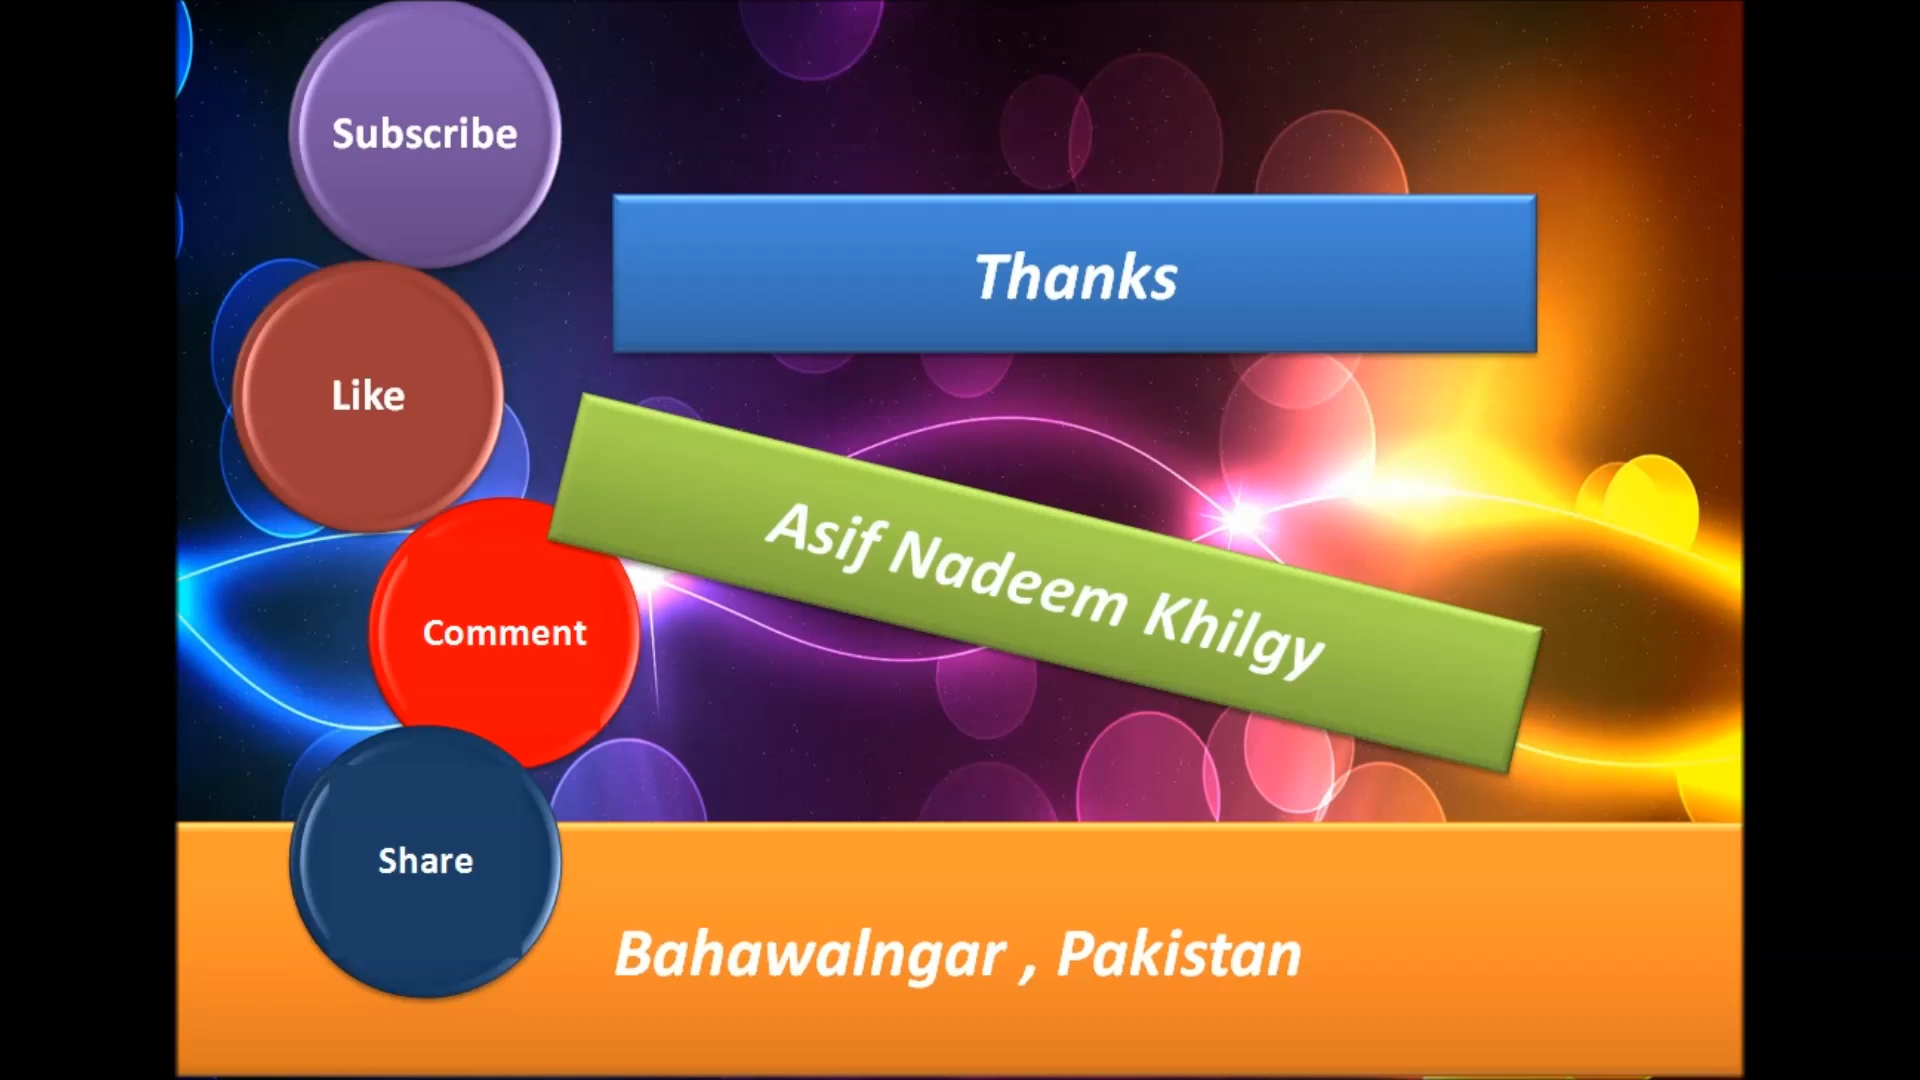 Subscribe
Thanks
Like
Asif Nadeem Khilgy
Comment
Share
Bahawalngar , Pakistan